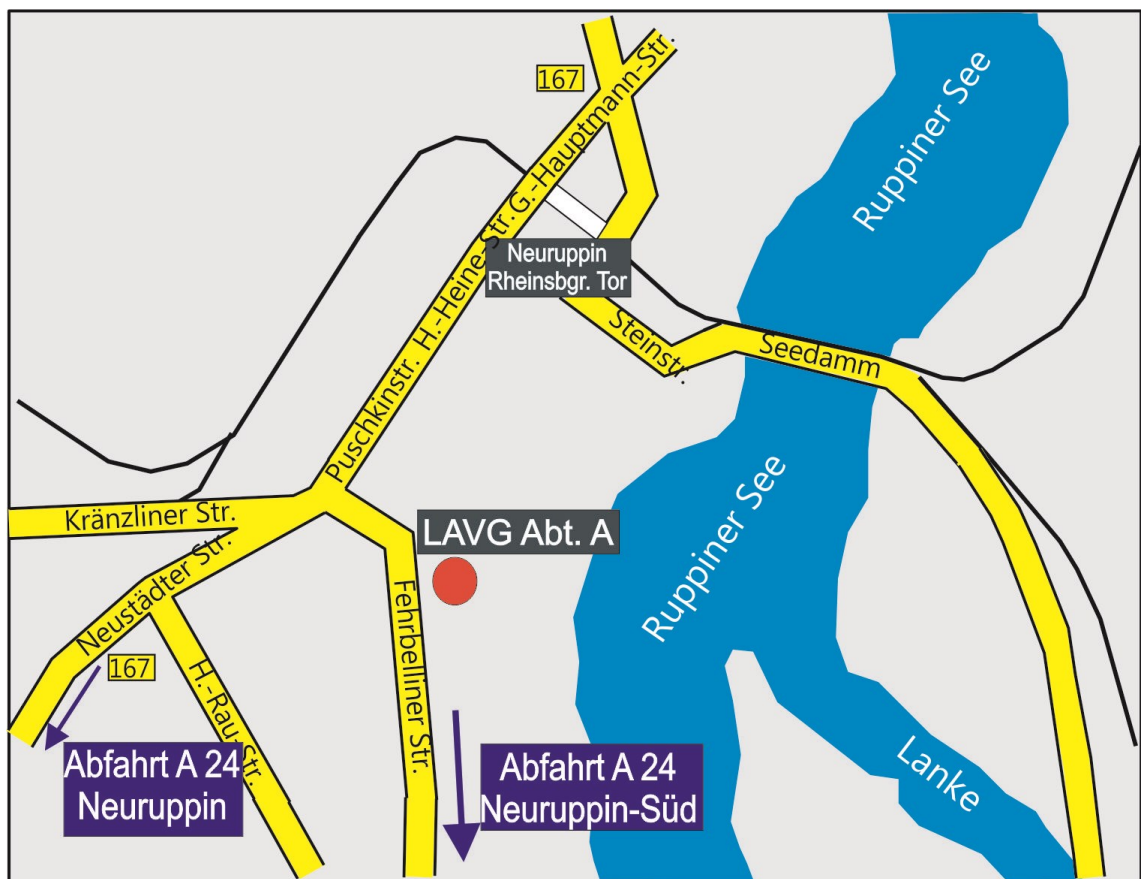 167
G.-Hauptmann-Str.
Ruppiner See
H.-Heine-Str.
Neuruppin
Rheinsbgr. Tor
Steinstr.
Seedamm
Puschkinstr.
Kränzliner Str.
LAVG Abt. A
Ruppiner See
Neustädter Str.
Fehrbelliner Str.
167
H.-Rau-Str.
Abfahrt A 24
Neuruppin
Abfahrt A 24
Neuruppin-Süd
Lanke